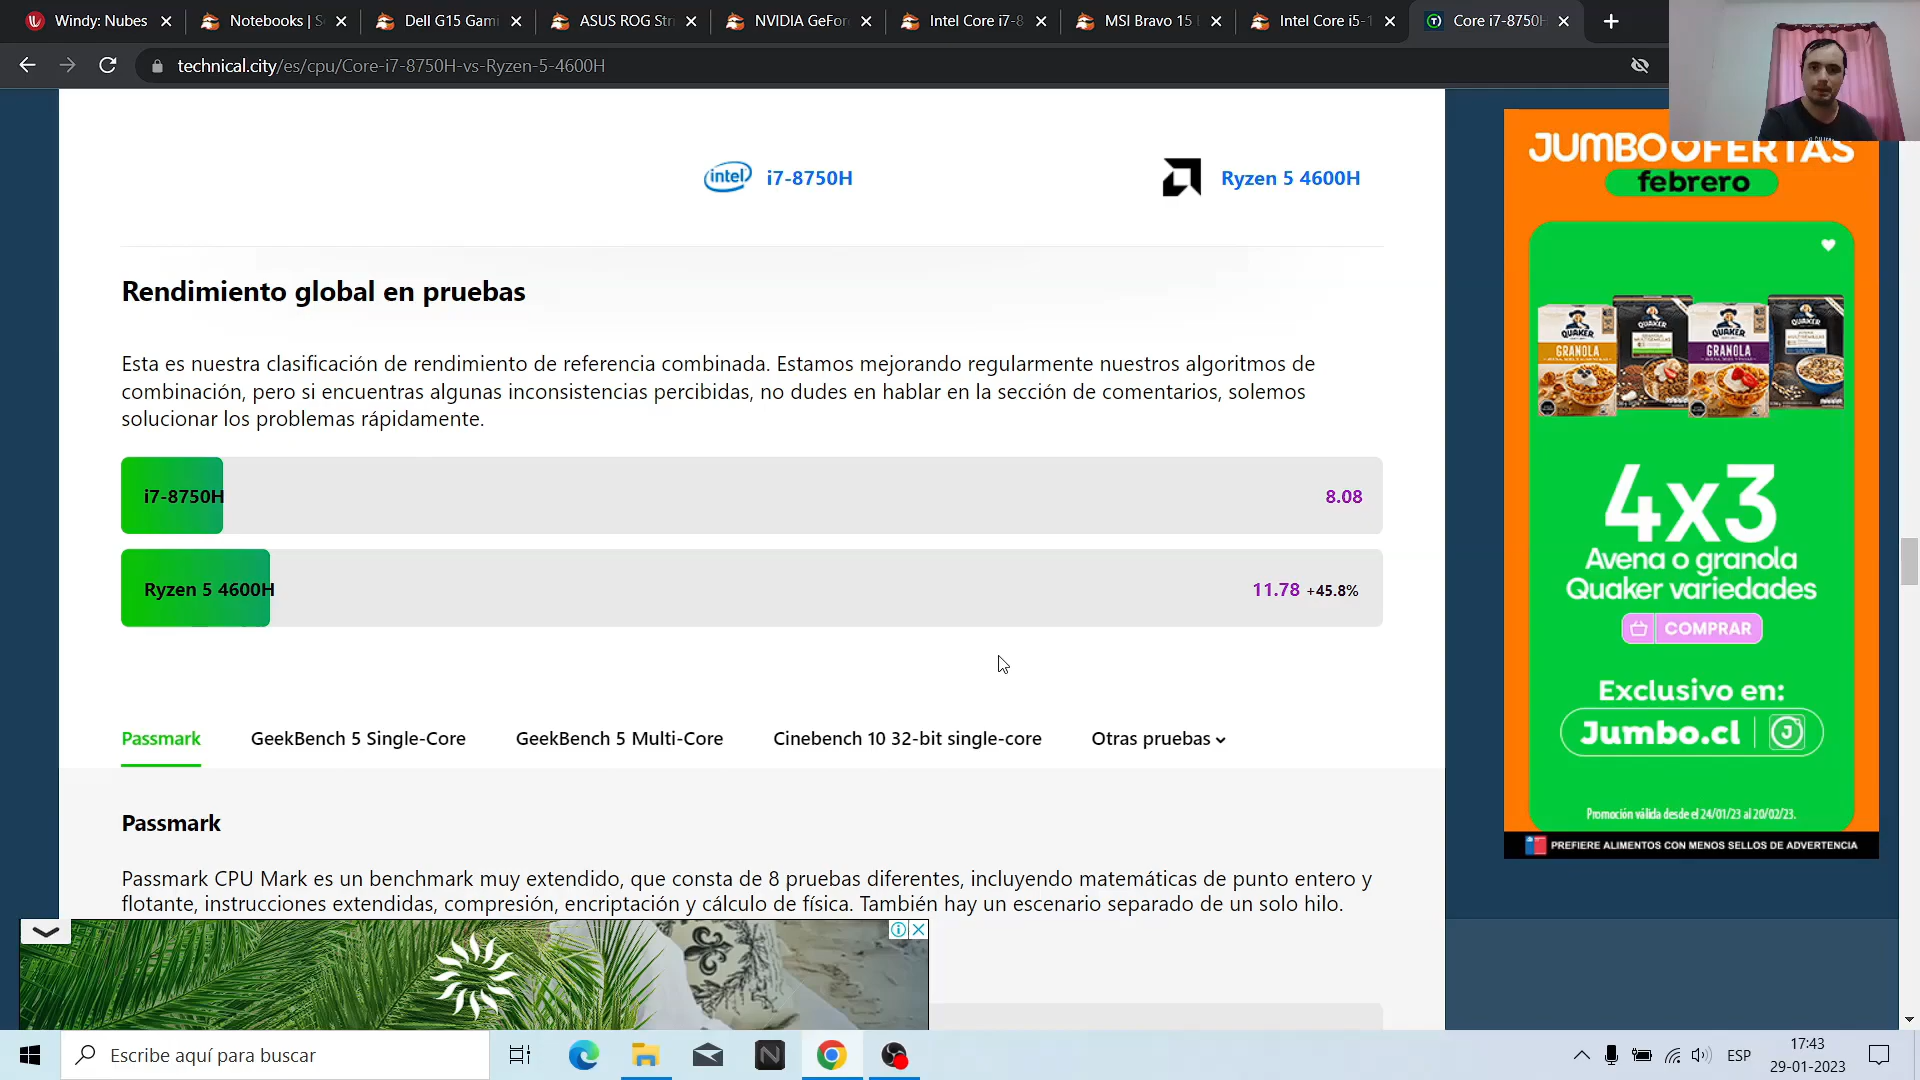 Windy: Nubes
Notebooks | S
Dell G15 Gami
ASUS ROG Str
NVIDIA GeFor
Intel Core i7-8
MSI Bravo 15
Intel Core i5-1
Core i7-8750H
technical.city/es/cpu/Core-i7-8750H-vs-Ryzen-5-4600H
intel i7-8750H
Ryzen 5 4600H
Rendimiento global en pruebas
Esta es nuestra clasificación de rendimiento de referencia combinada. Estamos mejorando regularmente nuestros algoritmos de
combinación, pero si encuentras algunas inconsistencias percibidas, no dudes en hablar en la sección de comentarios, solemos
solucionar los problemas rápidamente.
i7-8750H 8.08
Ryzen 5 4600H 11.78 +45.8%
Passmark GeekBench 5 Single-Core GeekBench 5 Multi-Core Cinebench 10 32-bit single-core Otras pruebas
Passmark
Passmark CPU Mark es un benchmark muy extendido, que consta de 8 pruebas diferentes, incluyendo matemáticas de punto entero y
flotante, instrucciones extendidas, compresión, encriptación y cálculo de física. También hay un escenario separado de un solo hilo.
JUMBO OFERTAS
febrero
QUAKER QUAKER QUAKER QUAKER
GRANOLA GRANOLA
4x3
Avena o granola
Quaker variedades
COMPRAR
Exclusivo en:
Jumbo.cl J
Promoción válida desde el 24/01/23 al 20/02/23.
PREFIERE ALIMENTOS CON MENOS SELLOS DE ADVERTENCIA
Escribe aquí para buscar
ESP
17:43
29-01-2023